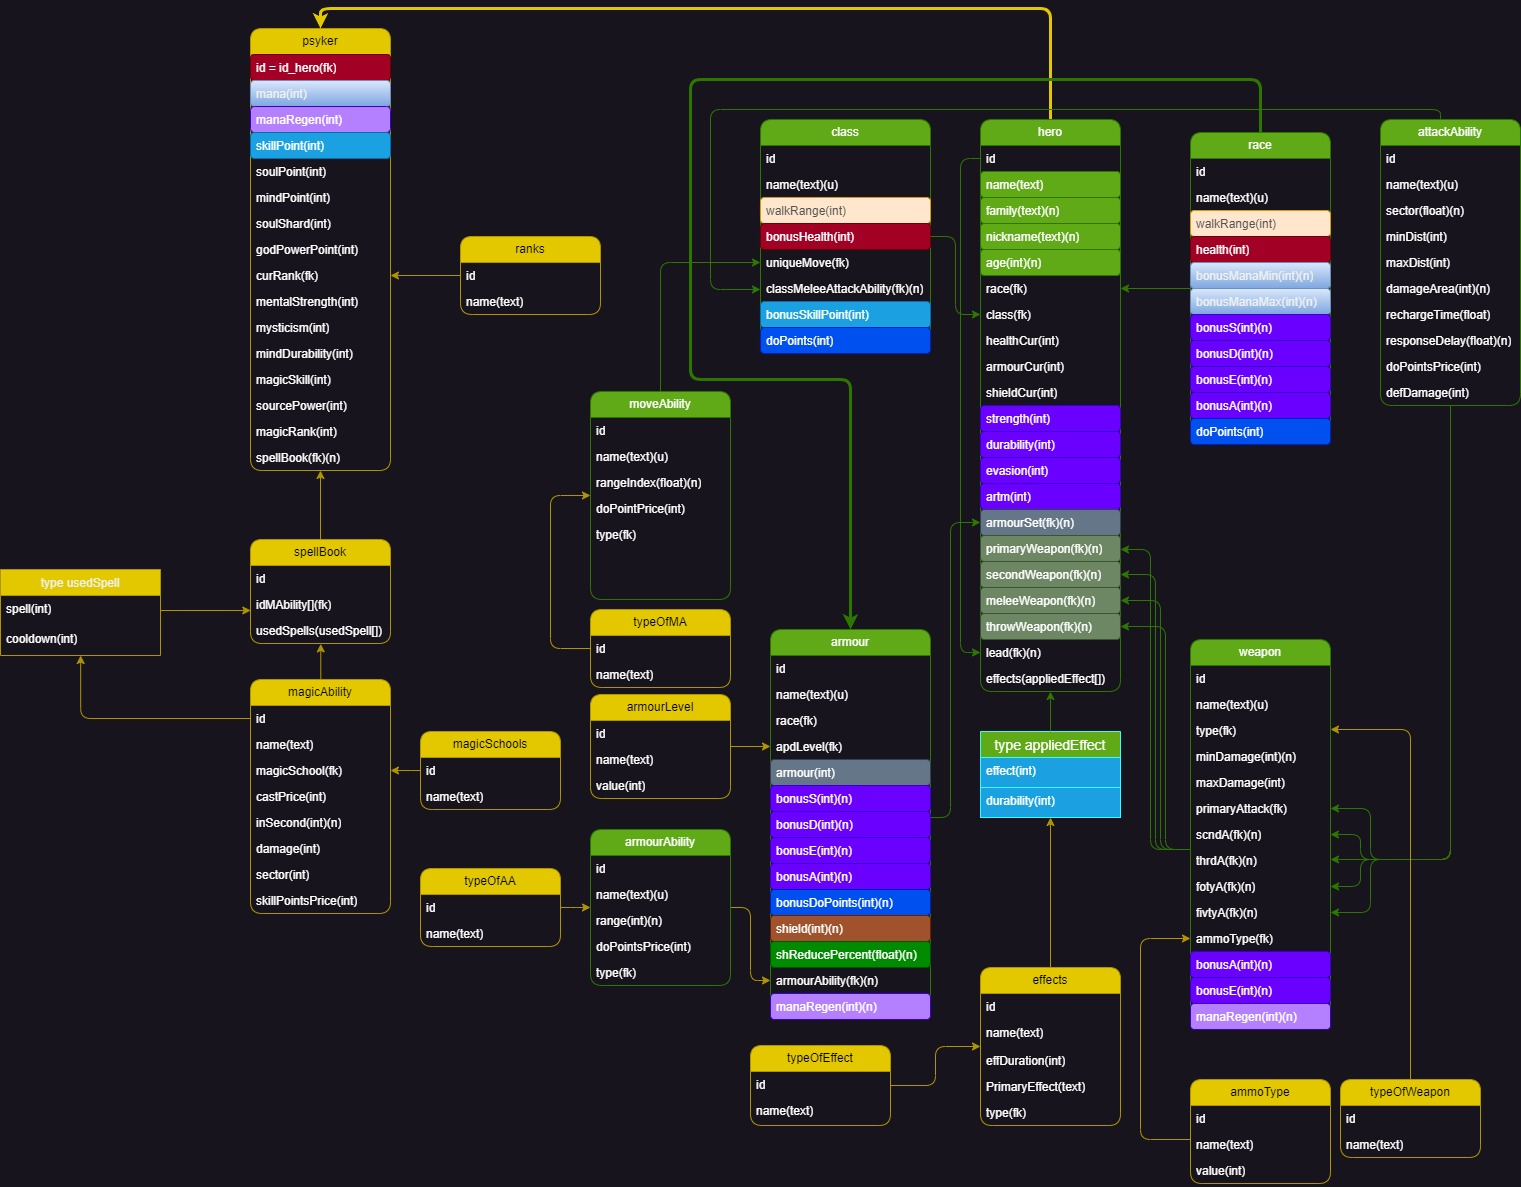 psyker
id = id_hero(fk)
mana(int)
manaRegen(int)
skillPoint(int)
soulPoint(int)
mindPoint(int)
soulShard(int)
godPowerPoint(int)
curRank(fk)
mentalStrength(int)
mysticism(int)
mindDurability(int)
magicSkill(int)
sourcePower(int)
magicRank(int)
spellBook(fk)(n)
ranks
id
name(text)
class
id
name(text)(u)
walkRange(int)
bonusHealth(int)
uniqueMove(fk)
classMeleeAttackAbility(fk)(n)
bonusSkillPoint(int)
doPoints(int)
hero
id
name(text)
family(text)(n)
nickname(text)(n)
age(int)(n)
race(fk)
class(fk)
healthCur(int)
armourCur(int)
shieldCur(int)
strength(int)
durability(int)
evasion(int)
artm(int)
armourSet(fk)(n)
primaryWeapon(fk)(n)
secondWeapon(fk)(n)
meleeWeapon(fk)(n)
throwWeapon(fk)(n)
lead(fk)(n)
effects(appliedEffect[])
race
id
name(text)(u)
walkRange(int)
health(int)
bonusManaMin(int)(n)
bonusManaMax(int)(n)
bonusS(int)(n)
bonusD(int)(n)
bonusE(int)(n)
bonusA(int)(n)
doPoints(int)
attackAbility
id
name(text)(u)
sector(float)(n)
minDist(int)
maxDist(int)
damageArea(int)(n)
rechargeTime(float)
responseDelay(float)(n)
doPointsPrice(int)
defDamage(int)
moveAbility
id
name(text)(u)
rangeIndex(float)(n)
doPointPrice(int)
type(fk)
spellBook
id
idMAbility[](fk)
usedSpells(usedSpell[])
type usedSpell
spell(int)
cooldown(int)
typeOfMA
id
name(text)
magicAbility
id
name(text)
magicSchool(fk)
castPrice(int)
inSecond(int)(n)
damage(int)
sector(int)
skillPointsPrice(int)
magicSchools
id
name(text)
armourLevel
id
name(text)
value(int)
armour
id
name(text)(u)
race(fk)
apdLevel(fk)
armour(int)
bonusS(int)(n)
bonusD(int)(n)
bonusE(int)(n)
bonusA(int)(n)
bonusDoPoints(int)(n)
shield(int)(n)
shReducePercent(float)(n)
armourAbility(fk)(n)
manaRegen(int)(n)
type appliedEffect
effect(int)
durability(int)
weapon
id
name(text)(u)
type(fk)
minDamage(int)(n)
maxDamage(int)
primaryAttack(fk)
scndA(fk)(n)
thrdA(fk)(n)
fotyA(fk)(n)
fivtyA(fk)(n)
ammoType(fk)
bonusA(int)(n)
bonusE(int)(n)
manaRegen(int)(n)
typeOfAA
id
name(text)
armourAbility
id
name(text)(u)
range(int)(n)
doPointsPrice(int)
type(fk)
effects
id
name(text)
effDuration(int)
PrimaryEffect(text)
type(fk)
typeOfEffect
id
name(text)
ammoType
id
name(text)
value(int)
typeOfWeapon
id
name(text)